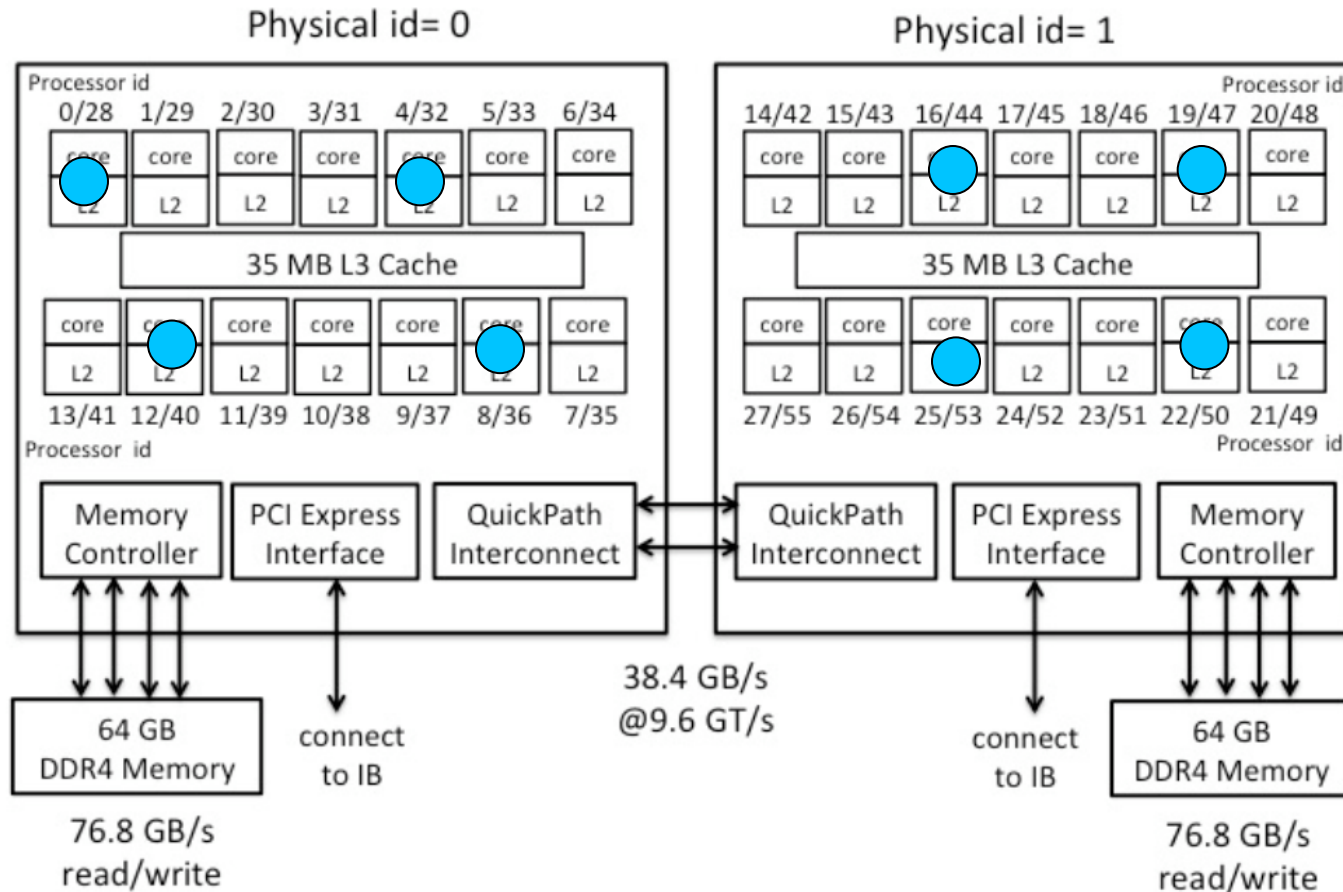 Physical id= 0
Physical id= 1
Processor id
Processor id
0/28 1/29 2/30 3/31 4/32 5/33 6/34
14/42 15/43 16/44 17/45 18/46 19/47 20/48
core core core core core core core
core core core core core
L2 L2 L2 L2 L2 L2 L2
L2 L2 L2 L2 L2 L2 L2
35 MB L3 Cache
35 MB L3 Cache
core core core core core core
core core core core core core core
L2 L2 L2 L2 L2 L2 L2
L2 L2 L2 L2 L2 L2
13/41 12/40 11/39 10/38 9/37 8/36 7/35
27/55 26/54 25/53 24/52 23/51 22/50 21/49
Processor id
Processor id
Memory
Controller
PCI Express
Interface
QuickPath
Interconnect
QuickPath
Interconnect
PCI Express
Interface
Memory
Controller
38.4 GB/s
@9.6 GT/s
64 GB
DDR4 Memory
connect
to IB
connect
to IB
64 GB
DDR4 Memory
76.8 GB/s
read/write
76.8 GB/s
read/write